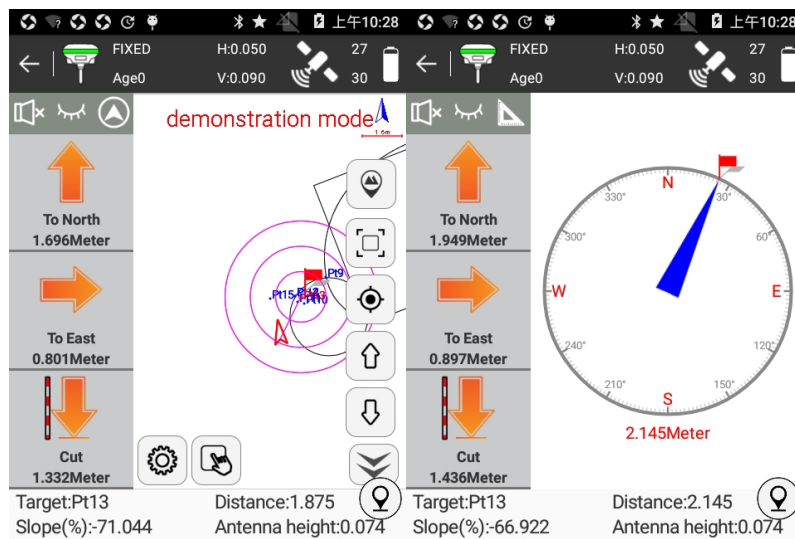 上午10:28
FIXED H:0.050 27
Age0 V:0.090 30
demonstration mode
1.6m
To North
1.696Meter
To East
0.801Meter
Cut
1.332Meter
Pt9
Pt15
Pt10
Target:Pt13 Distance:1.875
Slope(%):-71.044 Antenna height:0.074
上午10:28
FIXED H:0.050 27
Age0 V:0.090 30
To North
1.949Meter
To East
0.897Meter
Cut
1.436Meter
N
330° 30°
300° 60°
W E
240° 120°
210° 150°
S
2.145Meter
Target:Pt13 Distance:2.145
Slope(%):-66.922 Antenna height:0.074